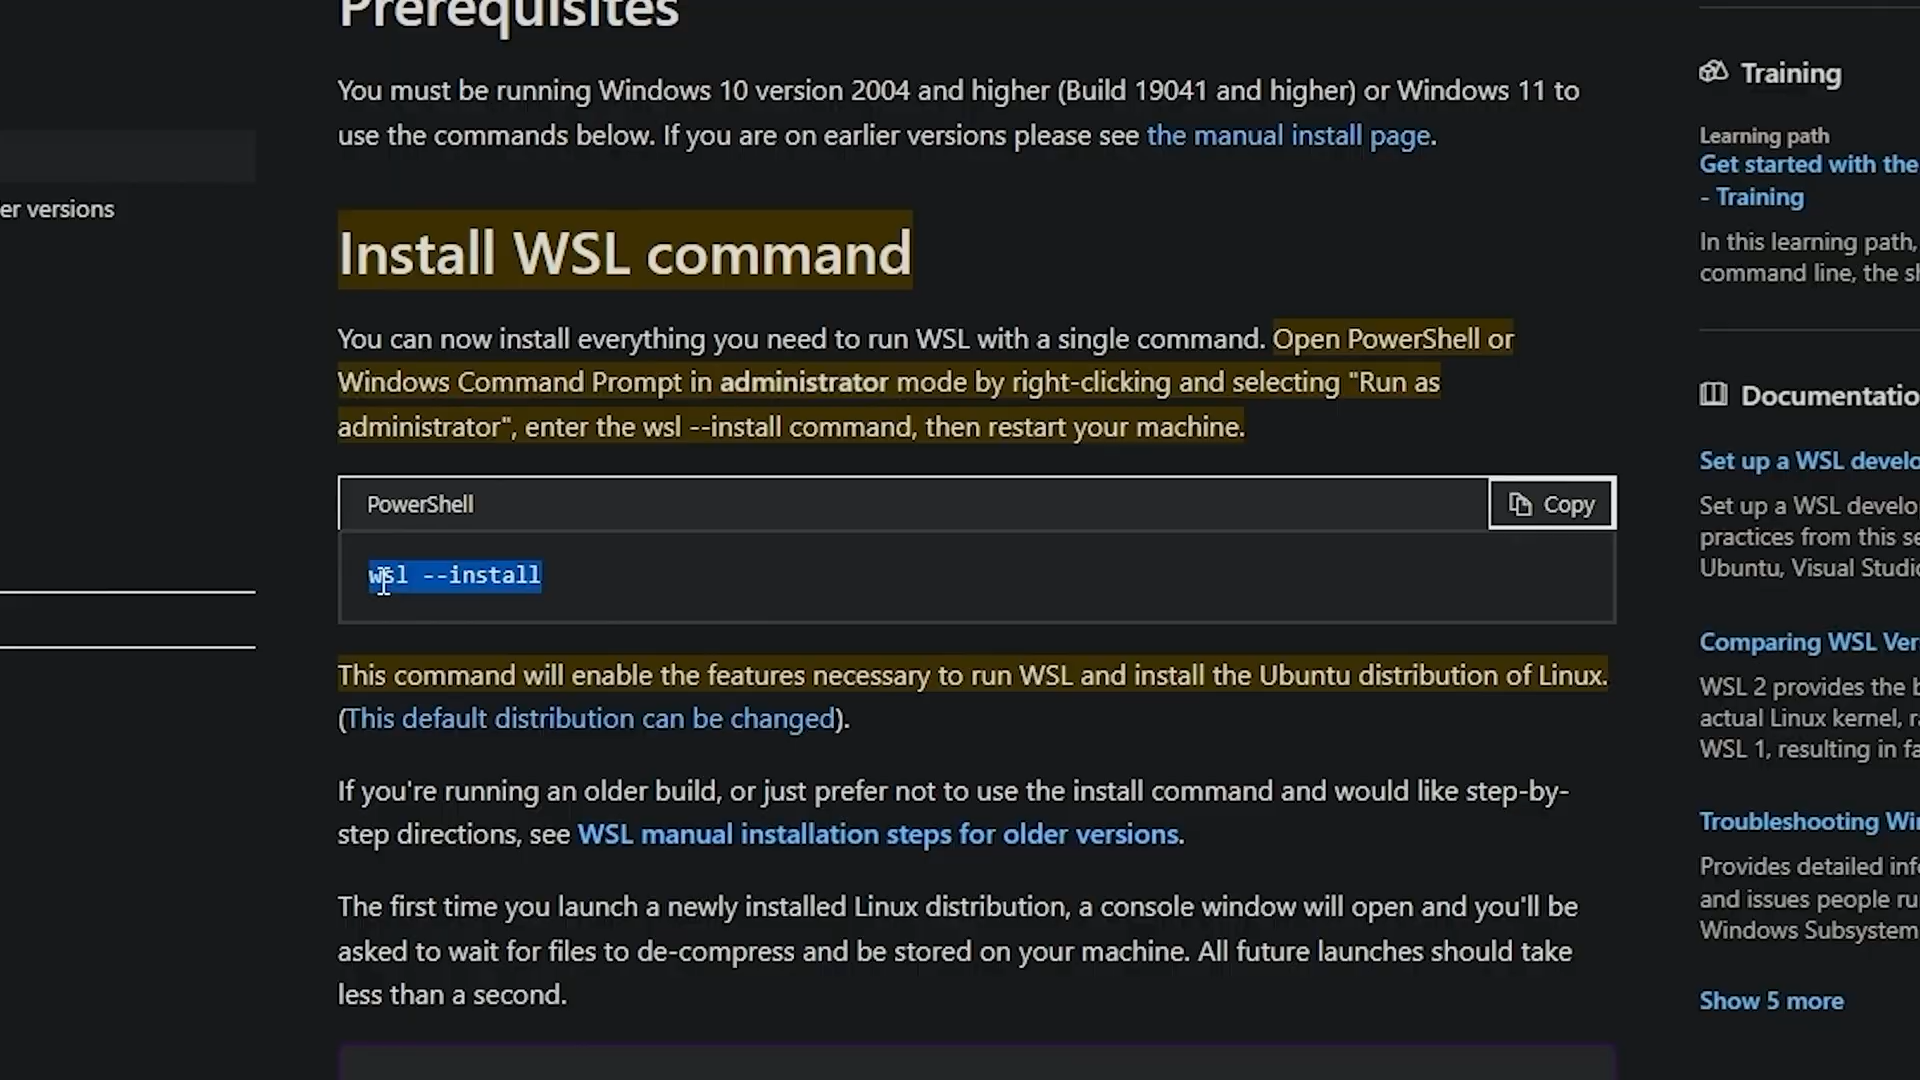 Prerequisites
You must be running Windows 10 version 2004 and higher (Build 19041 and higher) or Windows 11 to
use the commands below. If you are on earlier versions please see the manual install page.
er versions
Install WSL command
You can now install everything you need to run WSL with a single command. Open PowerShell or
Windows Command Prompt in administrator mode by right-clicking and selecting "Run as
administrator", enter the wsl --install command, then restart your machine.
PowerShell
Copy
wsl --install
This command will enable the features necessary to run WSL and install the Ubuntu distribution of Linux.
(This default distribution can be changed).
If you're running an older build, or just prefer not to use the install command and would like step-by-
step directions, see WSL manual installation steps for older versions.
The first time you launch a newly installed Linux distribution, a console window will open and you'll be
asked to wait for files to de-compress and be stored on your machine. All future launches should take
less than a second.
Training
Learning path
Get started with the
- Training
In this learning path,
command line, the sh
Documentatio
Set up a WSL develo
Set up a WSL develo
practices from this se
Ubuntu, Visual Studio
Comparing WSL Ver
WSL 2 provides the b
actual Linux kernel, ra
WSL 1, resulting in fa
Troubleshooting Win
Provides detailed info
and issues people ru
Windows Subsystem
Show 5 more